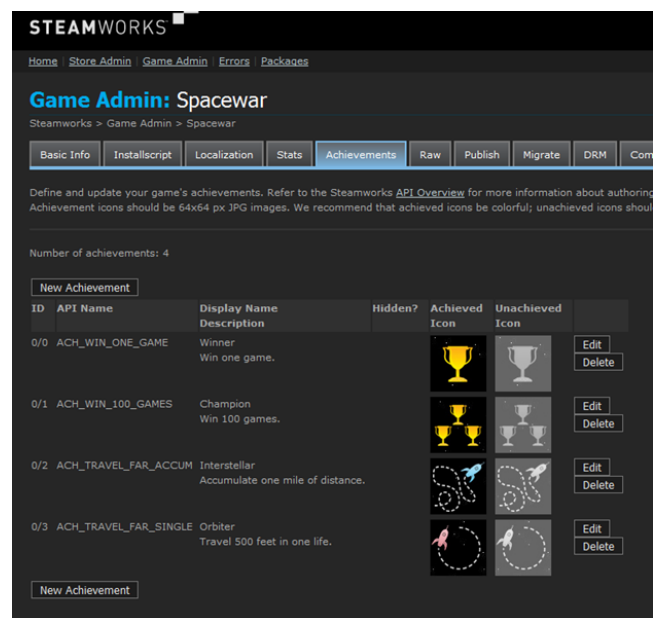 STEAMWORKS
Home | Store Admin | Game Admin | Errors | Packages
Game Admin: Spacewar
Steamworks > Game Admin > Spacewar
Basic Info Installscript Localization Stats Achievements Raw Publish Migrate DRM Com
Define and update your game's achievements. Refer to the Steamworks API Overview for more information about authoring
Achievement icons should be 64x64 px JPG images. We recommend that achieved icons be colorful; unachieved icons shoul
Number of achievements: 4
New Achievement
ID API Name Display Name Hidden? Achieved Unachieved
Description Icon Icon
0/0 ACH_WIN_ONE_GAME Winner Edit
Win one game. Delete
0/1 ACH_WIN_100_GAMES Champion Edit
Win 100 games. Delete
0/2 ACH_TRAVEL_FAR_ACCUM Interstellar Edit
Accumulate one mile of distance. Delete
0/3 ACH_TRAVEL_FAR_SINGLE Orbiter Edit
Travel 500 feet in one life. Delete
New Achievement